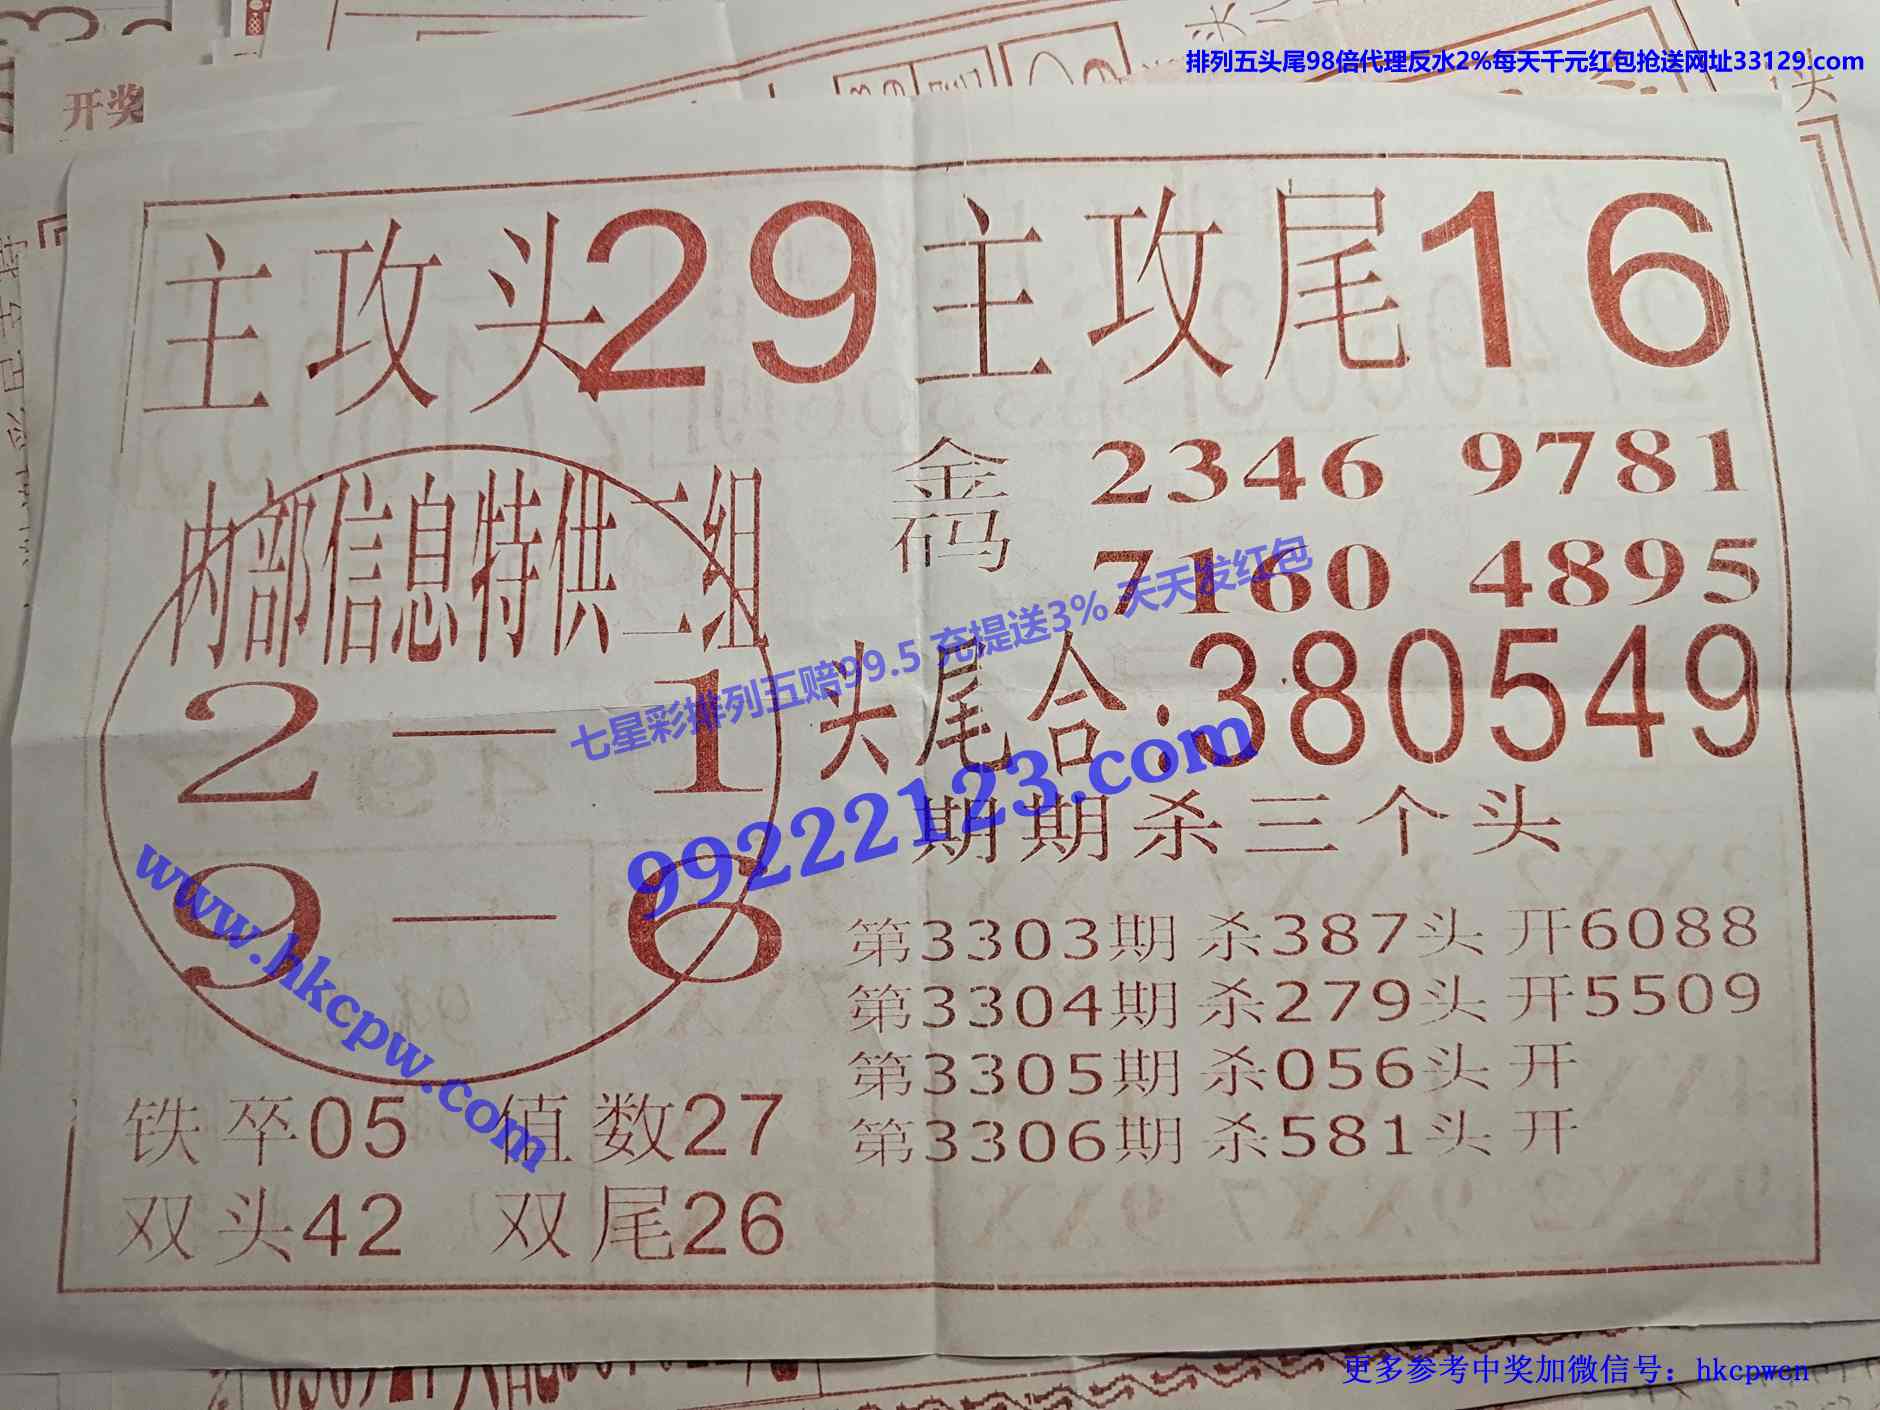 排列五头尾98倍代理反水2%每天千元红包抢送网址33129.com
开奖
主攻头29 主攻尾16
内部信息特供二组
2—1
9—6
金码 2346 9781
7160 4895
七星彩排列五赔99.5 充提送3% 天天发红包
头尾合.380549
99222123.com
www.hkcpw.com
期期杀三个头
第3303期 杀387头 开6088
第3304期 杀279头 开5509
第3305期 杀056头 开
第3306期 杀581头 开
铁卒05 值数27
双头42 双尾26
更多参考中奖加微信号：hkcpwcn